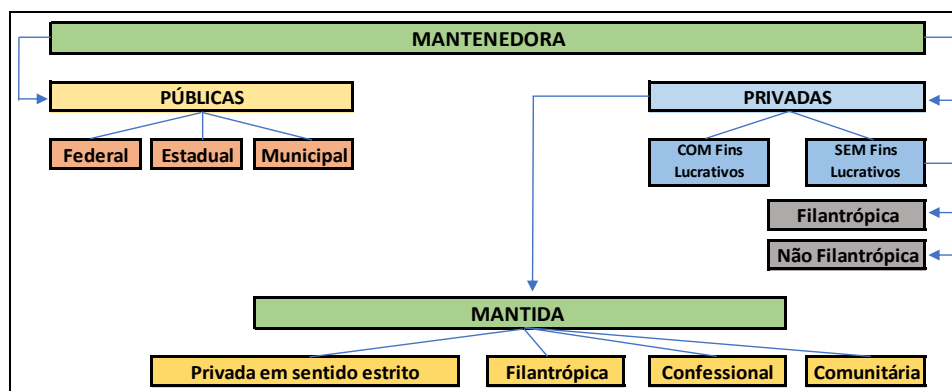 MANTENEDORA
PÚBLICAS
PRIVADAS
Federal
Estadual
Municipal
COM Fins
Lucrativos
SEM Fins
Lucrativos
Filantrópica
Não Filantrópica
MANTIDA
Privada em sentido estrito
Filantrópica
Confessional
Comunitária